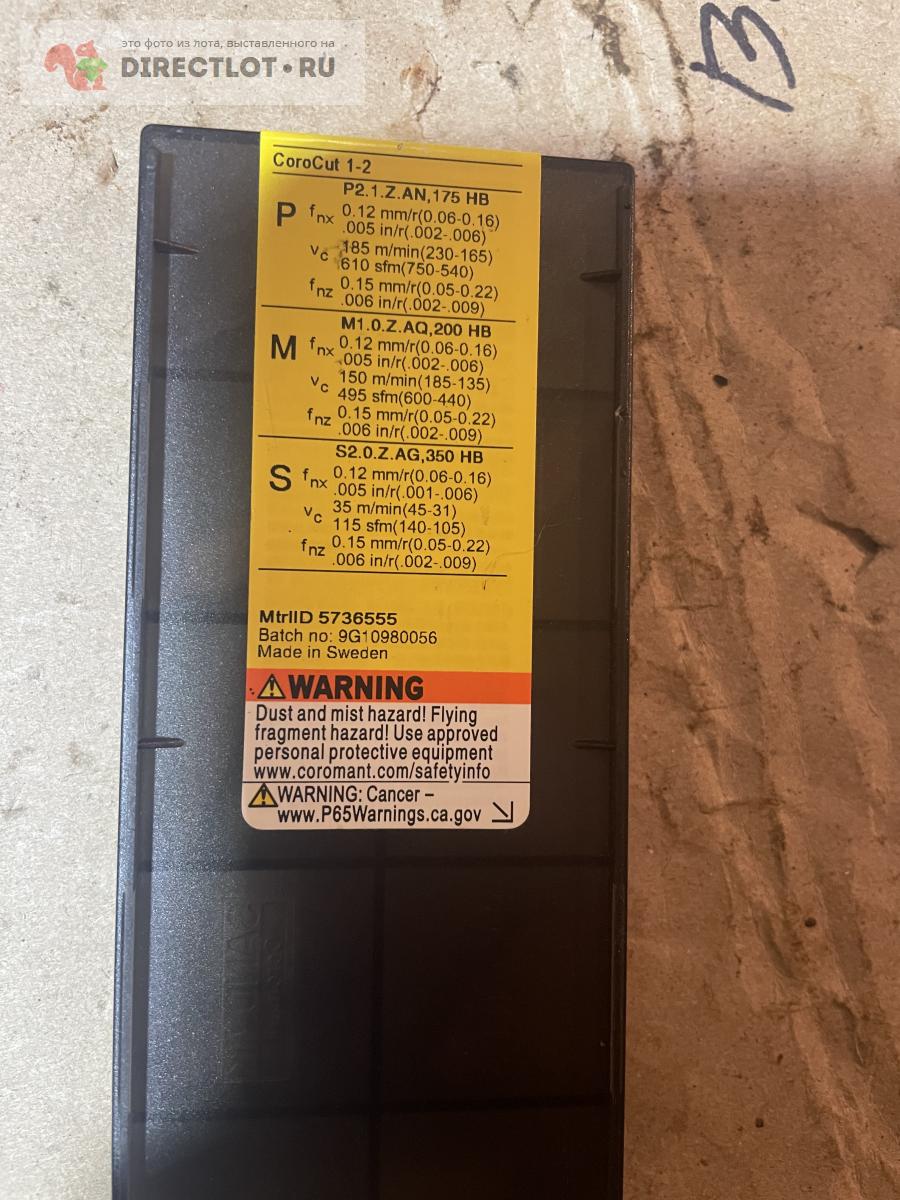 это фото из лота, выставленного на
DIRECTLOT.RU
CoroCut 1-2
P2.1.Z.AN,175 HB
P fnx 0.12 mm/r(0.06-0.16)
.005 in/r(.002-.006)
vc 185 m/min(230-165)
610 sfm(750-540)
fnz 0.15 mm/r(0.05-0.22)
.006 in/r(.002-.009)
M1.0.Z.AQ,200 HB
M fnx 0.12 mm/r(0.06-0.16)
.005 in/r(.002-.006)
vc 150 m/min(185-135)
495 sfm(600-440)
fnz 0.15 mm/r(0.05-0.22)
.006 in/r(.002-.009)
S2.0.Z.AG,350 HB
S fnx 0.12 mm/r(0.06-0.16)
.005 in/r(.001-.006)
vc 35 m/min(45-31)
115 sfm(140-105)
fnz 0.15 mm/r(0.05-0.22)
.006 in/r(.002-.009)
MtrlID 5736555
Batch no: 9G10980056
Made in Sweden
WARNING
Dust and mist hazard! Flying
fragment hazard! Use approved
personal protective equipment
www.coromant.com/safetyinfo
WARNING: Cancer –
www.P65Warnings.ca.gov